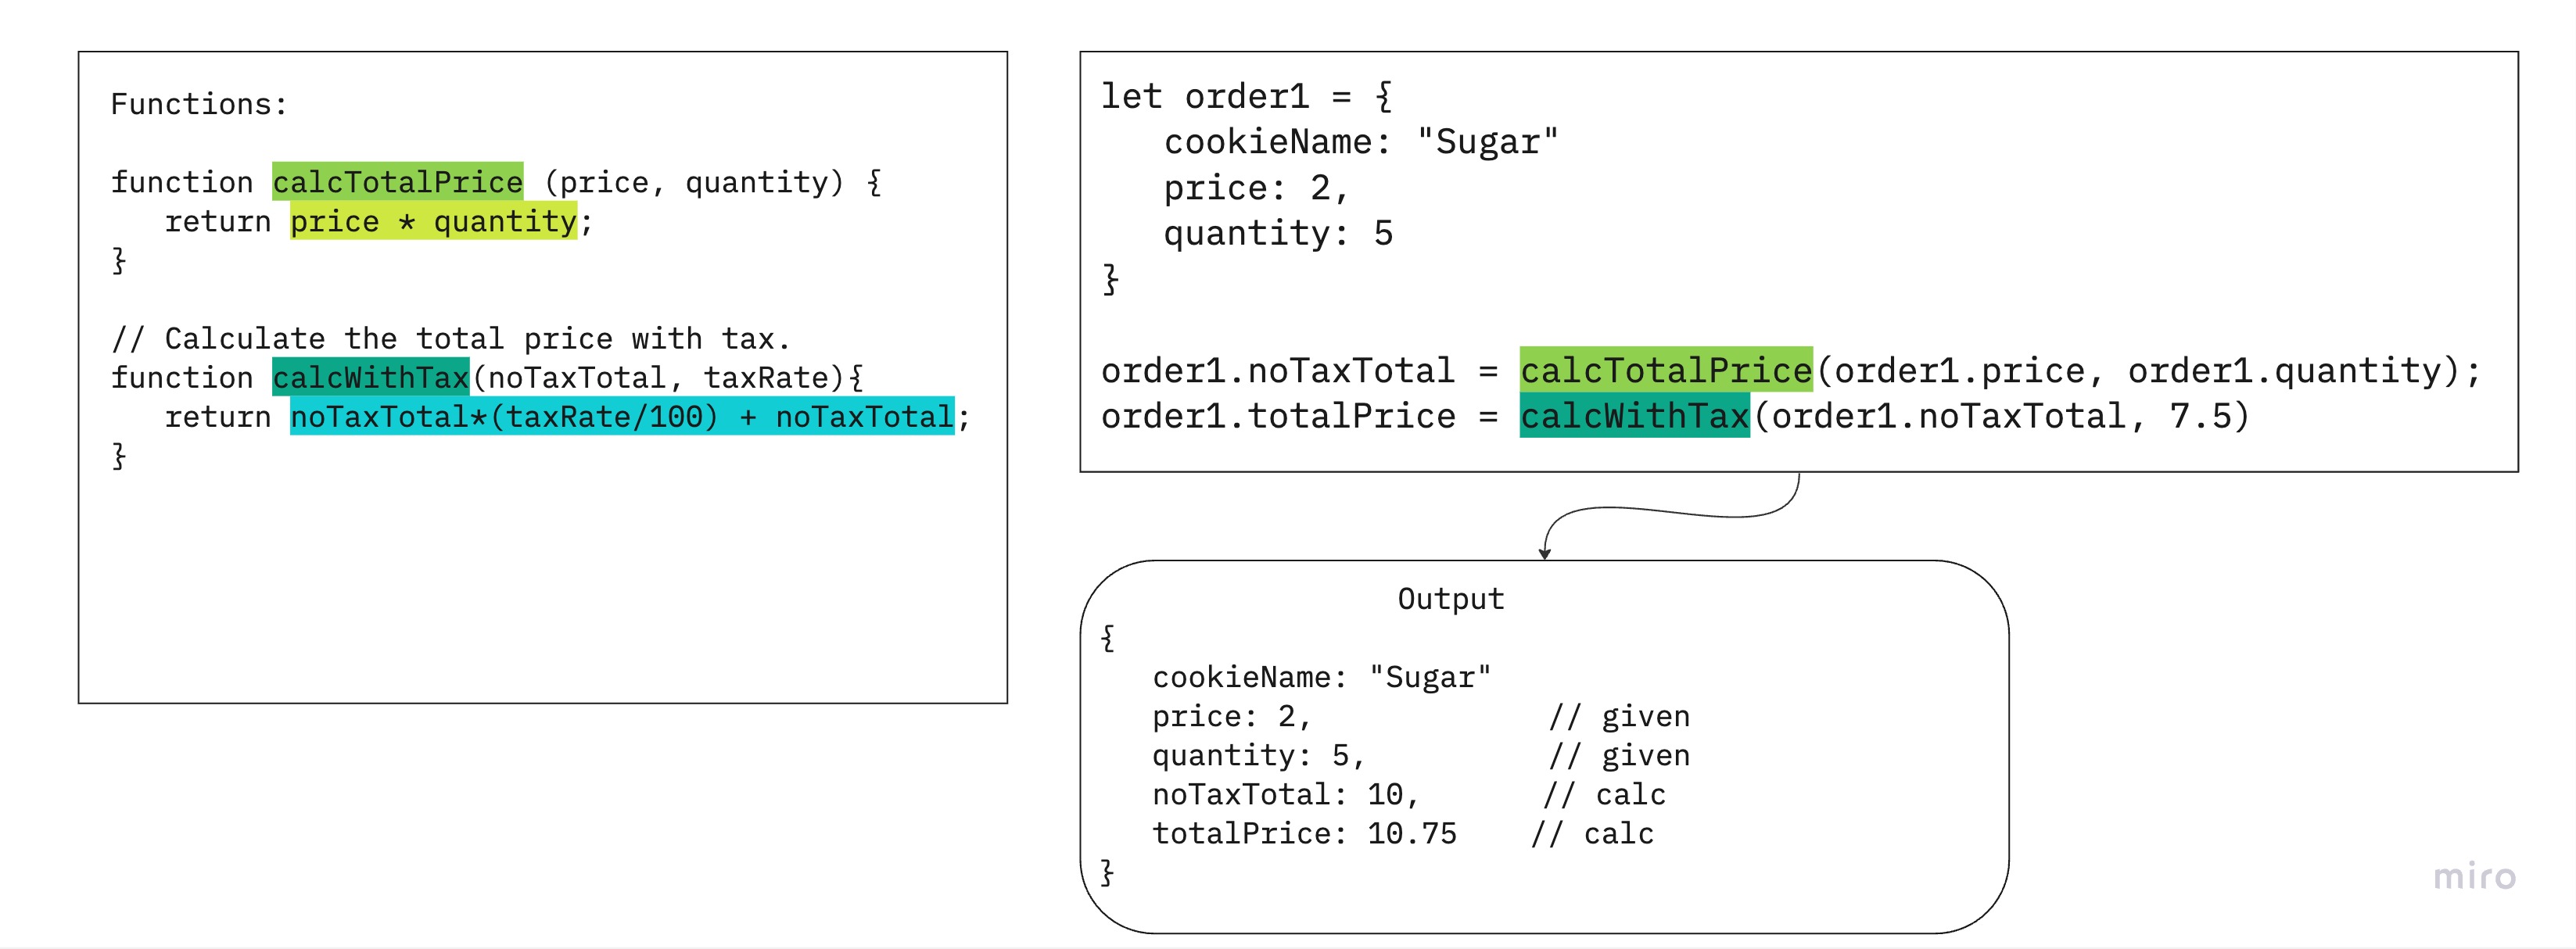 Functions:
function calcTotalPrice (price, quantity) {
   return price * quantity;
}
// Calculate the total price with tax.
function calcWithTax(noTaxTotal, taxRate){
   return noTaxTotal*(taxRate/100) + noTaxTotal;
}
let order1 = {
   cookieName: "Sugar"
   price: 2,
   quantity: 5
}
order1.noTaxTotal = calcTotalPrice(order1.price, order1.quantity);
order1.totalPrice = calcWithTax(order1.noTaxTotal, 7.5)
Output
{
   cookieName: "Sugar"
   price: 2,             // given
   quantity: 5,          // given
   noTaxTotal: 10,       // calc
   totalPrice: 10.75    // calc
}
miro